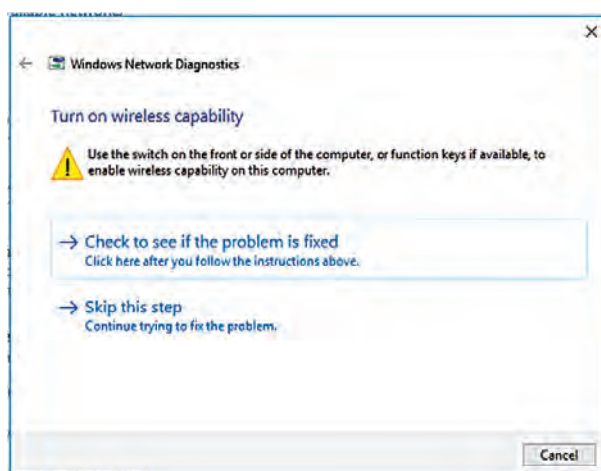 Windows Network Diagnostics
Turn on wireless capability
Use the switch on the front or side of the computer, or function keys if available, to
enable wireless capability on this computer.
Check to see if the problem is fixed
Click here after you follow the instructions above.
Skip this step
Continue trying to fix the problem.
Cancel